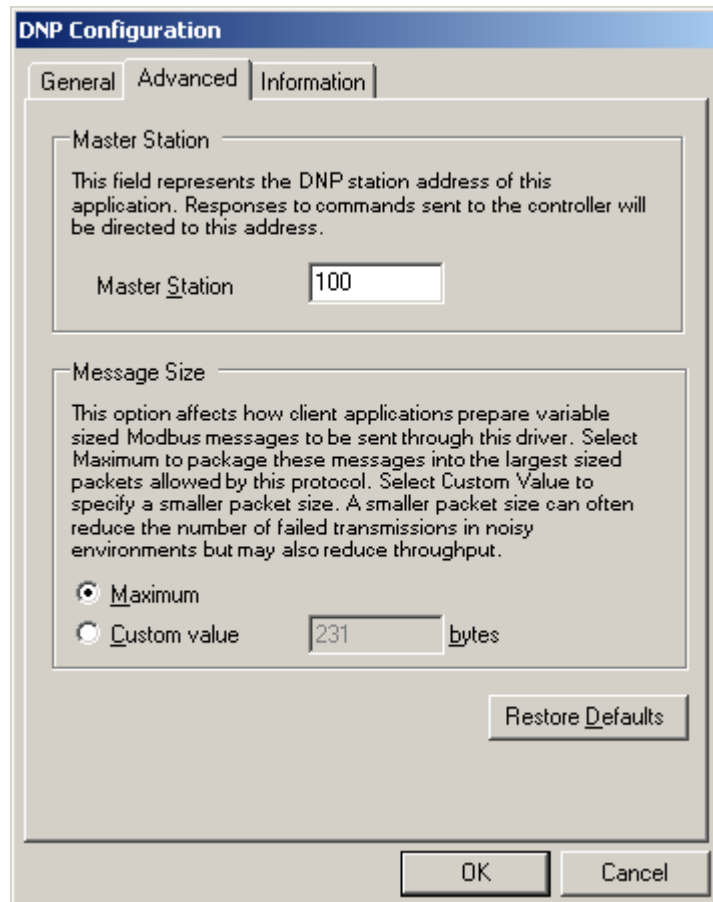 DNP Configuration
General Advanced Information
Master Station
This field represents the DNP station address of this
application. Responses to commands sent to the controller will
be directed to this address.
Master Station 100
Message Size
This option affects how client applications prepare variable
sized Modbus messages to be sent through this driver. Select
Maximum to package these messages into the largest sized
packets allowed by this protocol. Select Custom Value to
specify a smaller packet size. A smaller packet size can often
reduce the number of failed transmissions in noisy
environments but may also reduce throughput.
Maximum
Custom value 231 bytes
Restore Defaults
OK Cancel